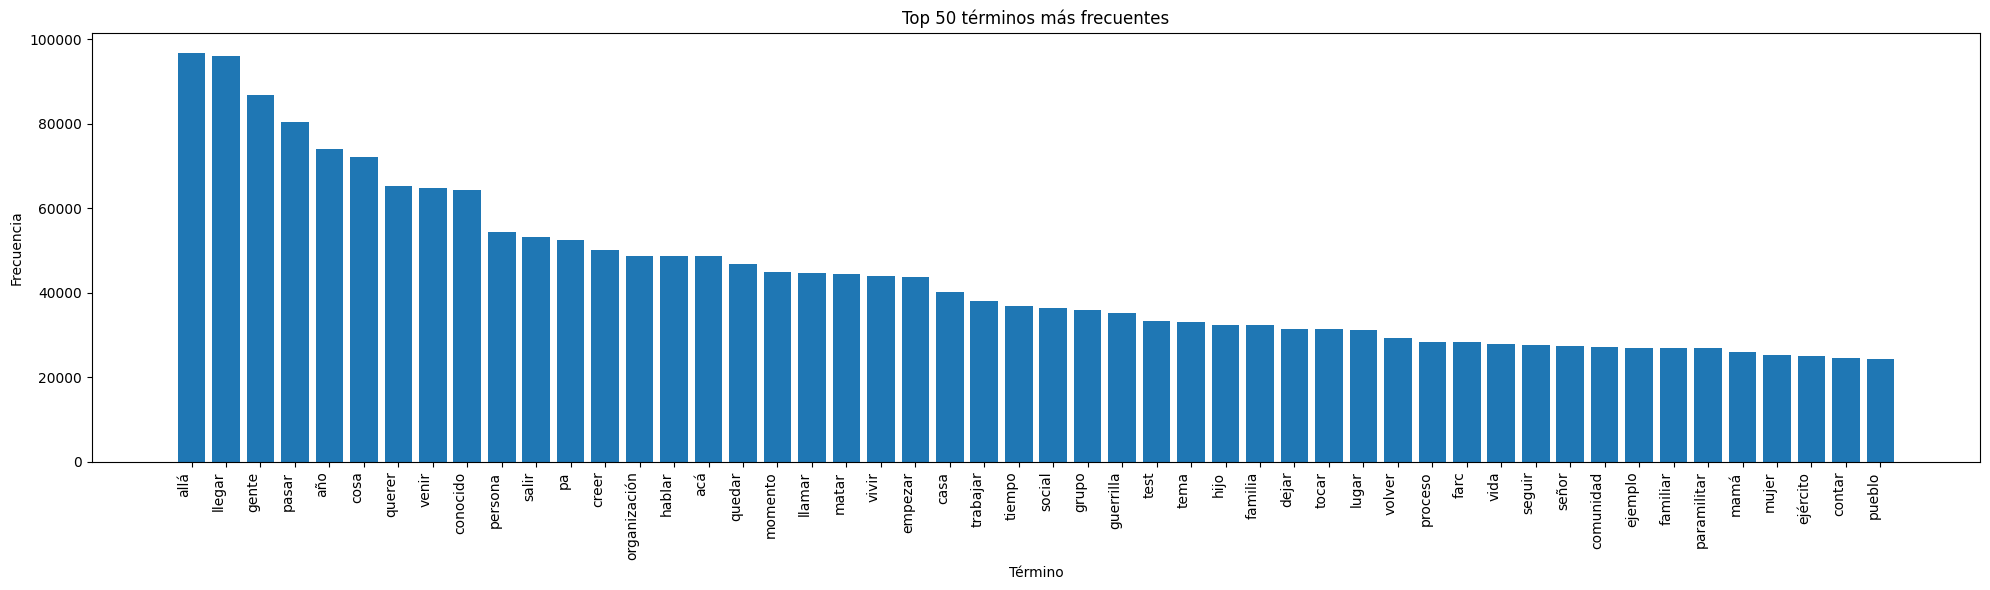 Top 50 términos más frecuentes
Frecuencia
100000
80000
60000
40000
20000
0
allá
llegar
gente
pasar
año
cosa
querer
venir
conocido
persona
salir
pa
creer
organización
hablar
acá
quedar
momento
llamar
matar
vivir
empezar
casa
trabajar
tiempo
social
grupo
guerrilla
test
tema
hijo
familia
dejar
tocar
lugar
volver
proceso
farc
vida
seguir
señor
comunidad
ejemplo
familiar
paramilitar
mamá
mujer
ejército
contar
pueblo
Término